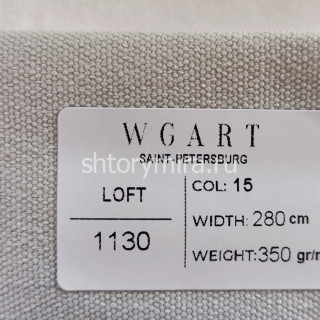 WGART
SAINT-PETERSBURG
LOFT
1130
COL: 15
WIDTH: 280 cm
WEIGHT: 350 gr/
shtorymira.ru